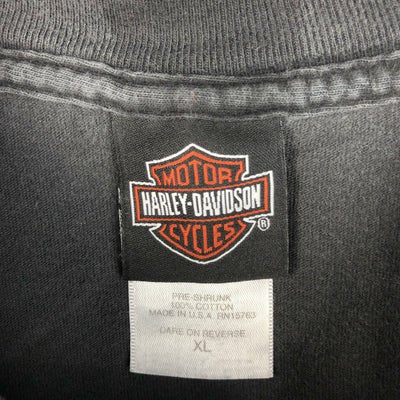 MOTOR
HARLEY-DAVIDSON
®
CYCLES
PRE-SHRUNK
100% COTTON
MADE IN U.S.A. RN15763
CARE ON REVERSE
XL